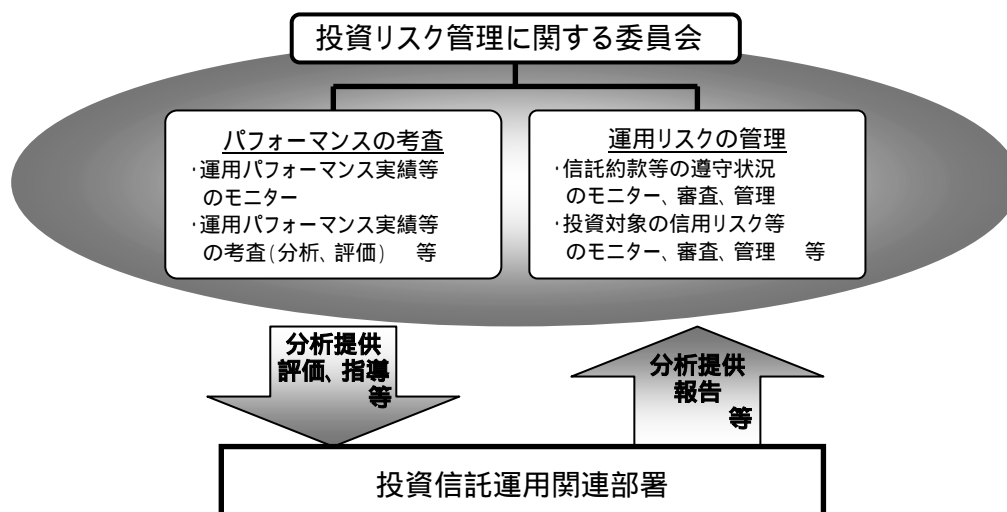 投資リスク管理に関する委員会
パフォーマンスの考査
・運用パフォーマンス実績等
のモニター
・運用パフォーマンス実績等
の考査(分析、評価) 等
運用リスクの管理
・信託約款等の遵守状況
のモニター、審査、管理
・投資対象の信用リスク等
のモニター、審査、管理 等
分析提供
評価、指導
等
分析提供
報告
等
投資信託運用関連部署